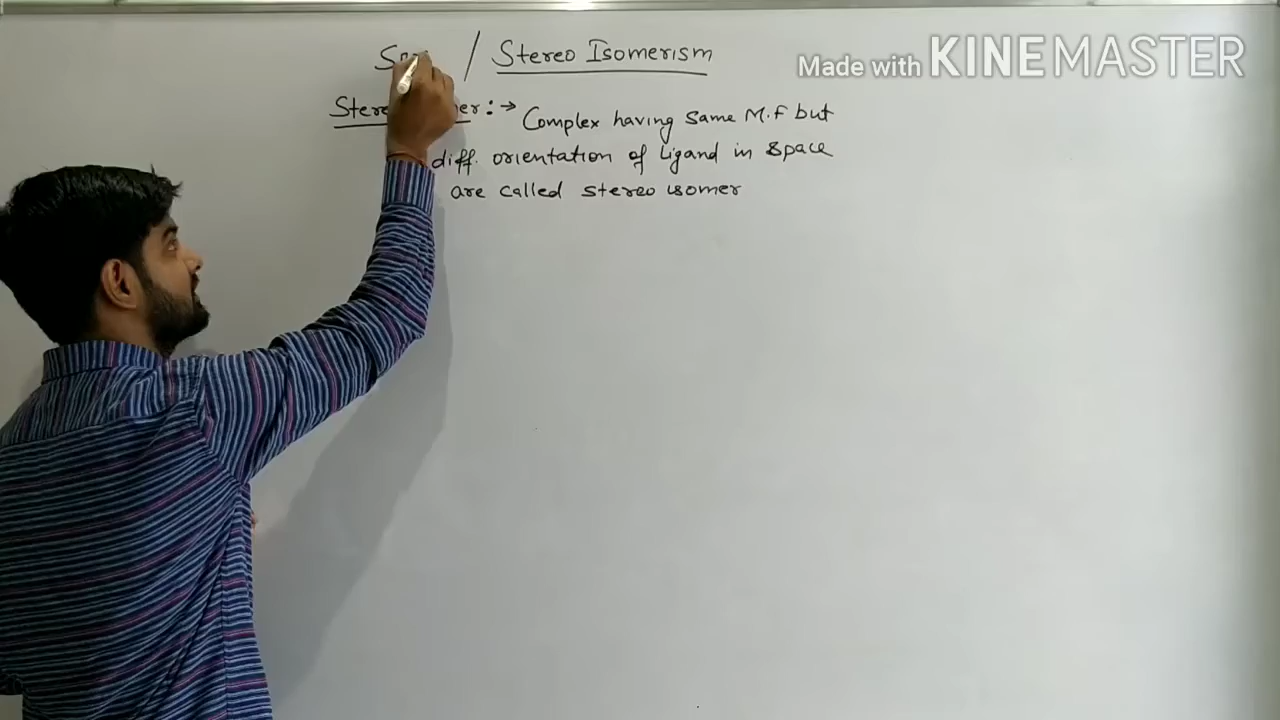 / Stereo Isomerism
Made with KINEMASTER
:→ Complex having same M.F but
diff. orientation of Ligand in space
are called stereo isomer